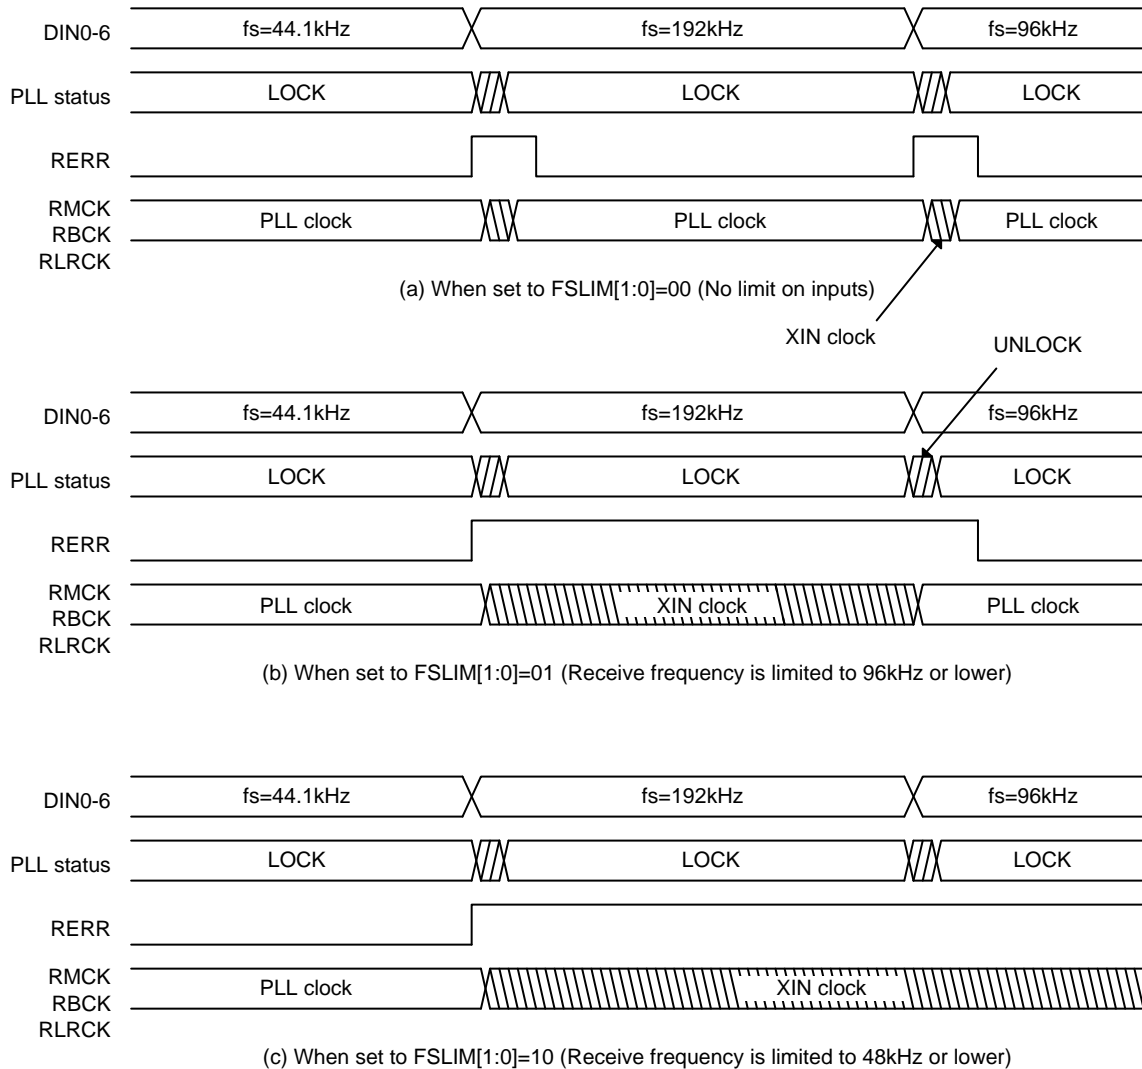 DIN0-6 fs=44.1kHz fs=192kHz fs=96kHz
PLL status LOCK LOCK LOCK
RERR
RMCK
RBCK PLL clock PLL clock PLL clock
RLRCK
(a) When set to FSLIM[1:0]=00 (No limit on inputs)
XIN clock
UNLOCK
DIN0-6 fs=44.1kHz fs=192kHz fs=96kHz
PLL status LOCK LOCK LOCK
RERR
RMCK
RBCK PLL clock XIN clock PLL clock
RLRCK
(b) When set to FSLIM[1:0]=01 (Receive frequency is limited to 96kHz or lower)
DIN0-6 fs=44.1kHz fs=192kHz fs=96kHz
PLL status LOCK LOCK LOCK
RERR
RMCK
RBCK PLL clock XIN clock
RLRCK
(c) When set to FSLIM[1:0]=10 (Receive frequency is limited to 48kHz or lower)